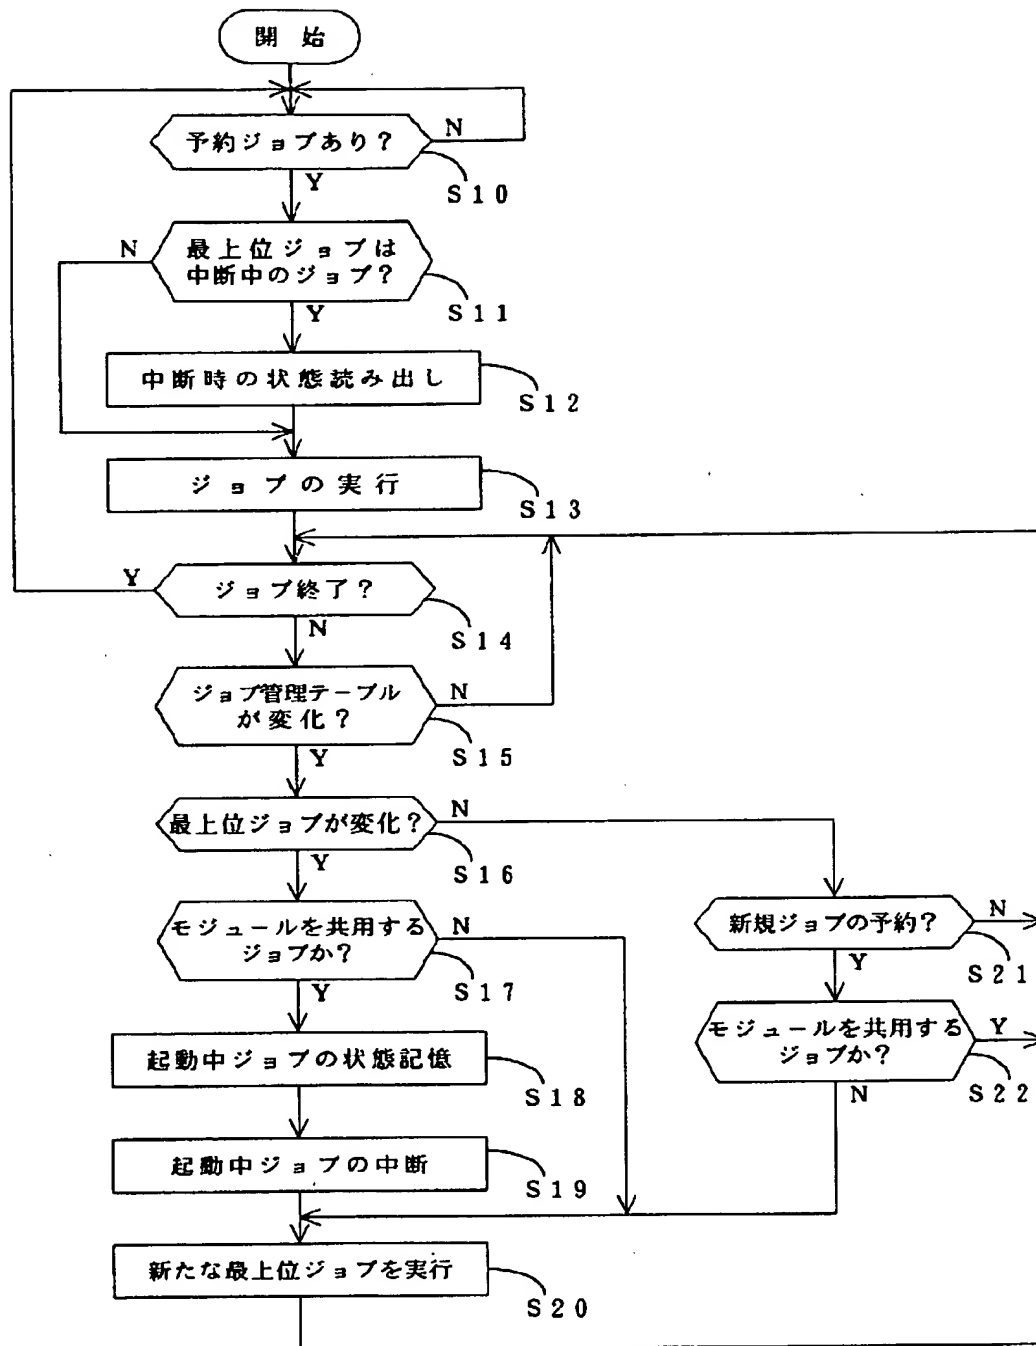 開始
予約ジョブあり？
N
Y
S10
最上位ジョブは
中断中のジョブ？
N
Y
S11
中断時の状態読み出し
S12
ジョブの実行
S13
ジョブ終了？
Y
N
S14
ジョブ管理テーブル
が変化？
N
Y
S15
最上位ジョブが変化？
N
Y
S16
モジュールを共用する
ジョブか？
N
Y
S17
新規ジョブの予約？
N
Y
S21
モジュールを共用する
ジョブか？
Y
N
S22
起動中ジョブの状態記憶
S18
起動中ジョブの中断
S19
新たな最上位ジョブを実行
S20